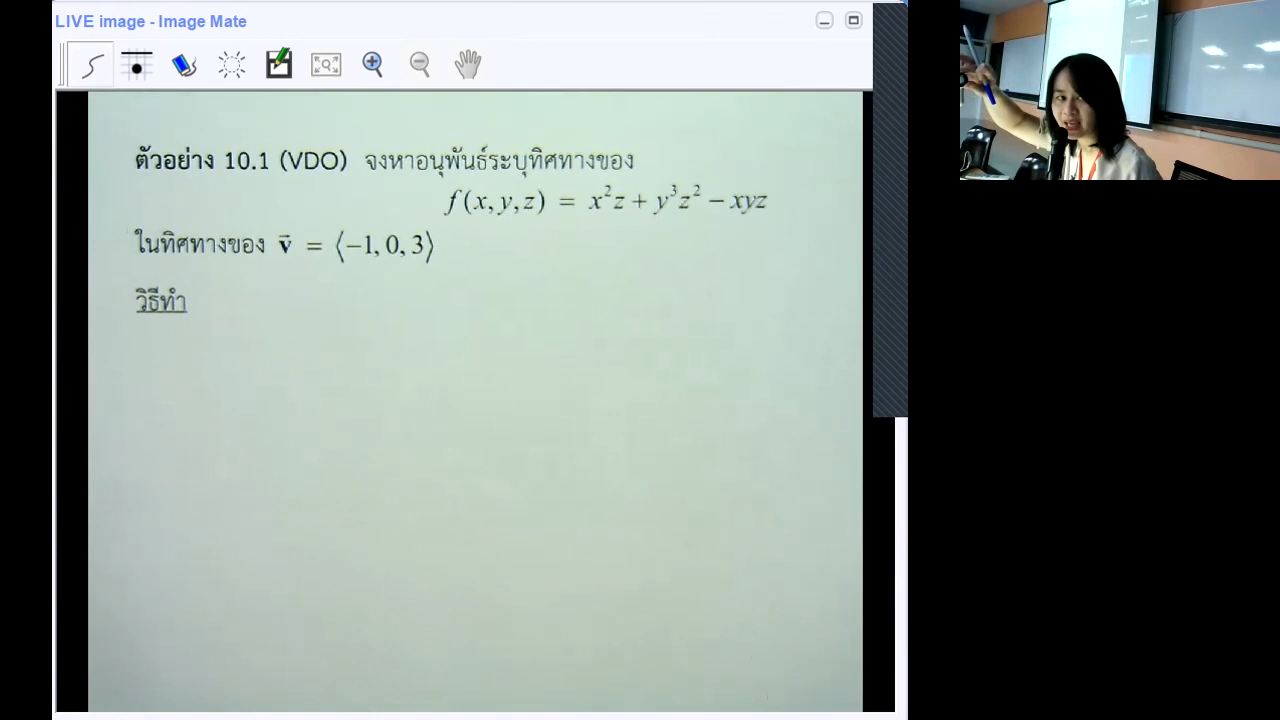 LIVE image - Image Mate
ตัวอย่าง 10.1 (VDO) จงหาอนุพันธ์ระบุทิศทางของ
f(x, y, z) = x²z + y³z² − xyz
ในทิศทางของ v⃗ = ⟨−1, 0, 3⟩
วิธีทำ